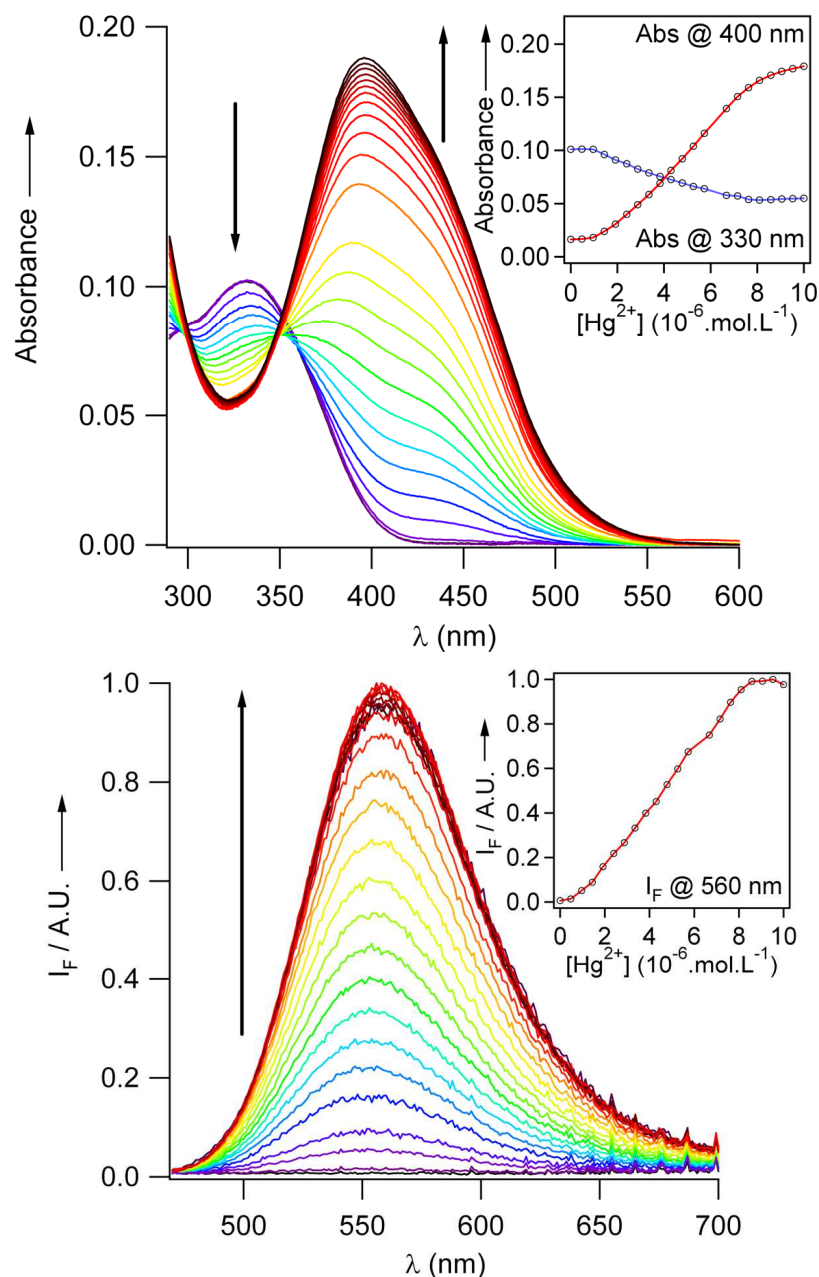 0.20
0.15
0.10
0.05
0.00
Absorbance
300 350 400 450 500 550 600
λ (nm)
Abs @ 400 nm
0.20
0.15
0.10
0.05
0.00
Absorbance
Abs @ 330 nm
0 2 4 6 8 10
[Hg²⁺] (10⁻⁶.mol.L⁻¹)
1.0
0.8
0.6
0.4
0.2
0.0
I_F / A.U.
500 550 600 650 700
λ (nm)
1.0
0.8
0.6
0.4
0.2
0.0
I_F / A.U.
I_F @ 560 nm
0 2 4 6 8 10
[Hg²⁺] (10⁻⁶.mol.L⁻¹)